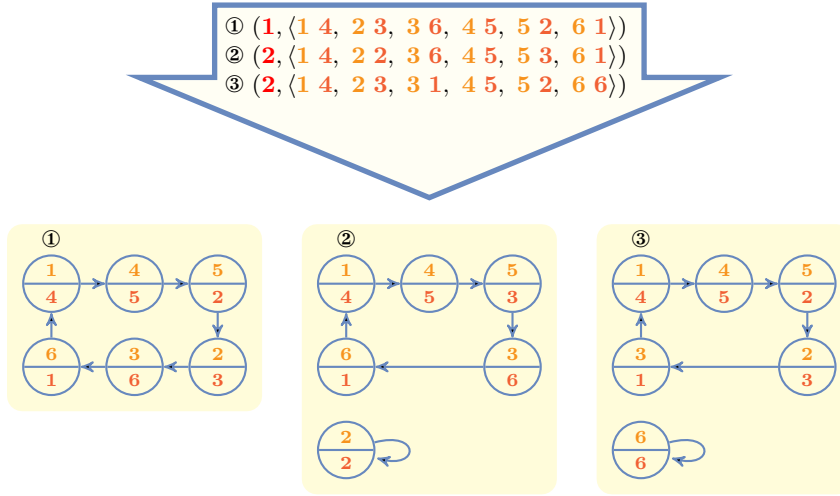 ① (1, ⟨1 4, 2 3, 3 6, 4 5, 5 2, 6 1⟩)
② (2, ⟨1 4, 2 2, 3 6, 4 5, 5 3, 6 1⟩)
③ (2, ⟨1 4, 2 3, 3 1, 4 5, 5 2, 6 6⟩)
①
1 4 5
4 5 2
6 3 2
1 6 3
②
1 4 5
4 5 3
6 3
1 6
2
2
③
1 4 5
4 5 2
3 2
1 3
6
6